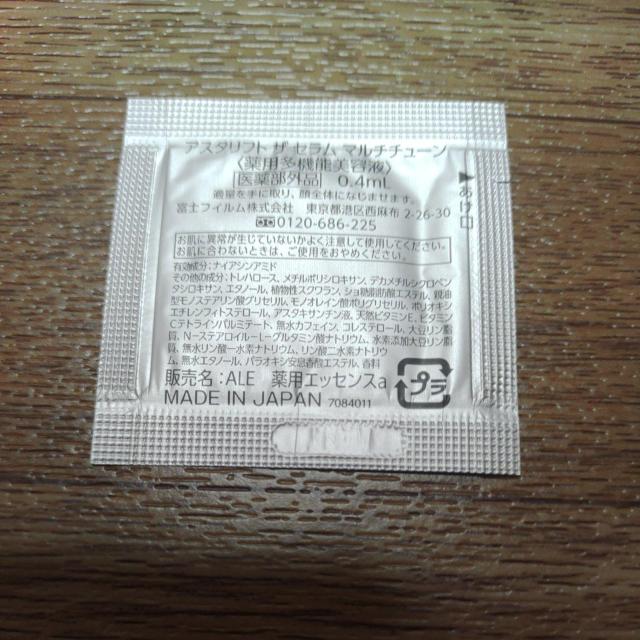 アスタリフト ザ セラム マルチチューン
〈薬用多機能美容液〉
医薬部外品 0.4mL
適量を手に取り、顔全体になじませます。
富士フイルム株式会社 東京都港区西麻布 2-26-30
0120-686-225
▲あけ口
お肌に異常が生じていないかよく注意して使用してください。
お肌に合わないときは、ご使用をおやめください。
有効成分:ナイアシンアミド
その他の成分:トレハロース、メチルポリシロキサン、デカメチルシクロペン
タシロキサン、エタノール、植物性スクワラン、ショ糖脂肪酸エステル、親油
型モノステアリン酸グリセリル、モノオレイン酸ポリグリセリル、ポリオキシ
エチレンフィトステロール、アスタキサンチン液、天然ビタミンE、ビタミン
Cテトライソパルミテート、無水カフェイン、コレステロール、大豆リン脂
質、N-ステアロイル-L-グルタミン酸ナトリウム、水素添加大豆リン脂
質、無水リン酸一水素ナトリウム、リン酸二水素ナトリウ
ム、無水エタノール、パラオキシ安息香酸エステル、香料
販売名:ALE 薬用エッセンスa
プラ
MADE IN JAPAN 7084011